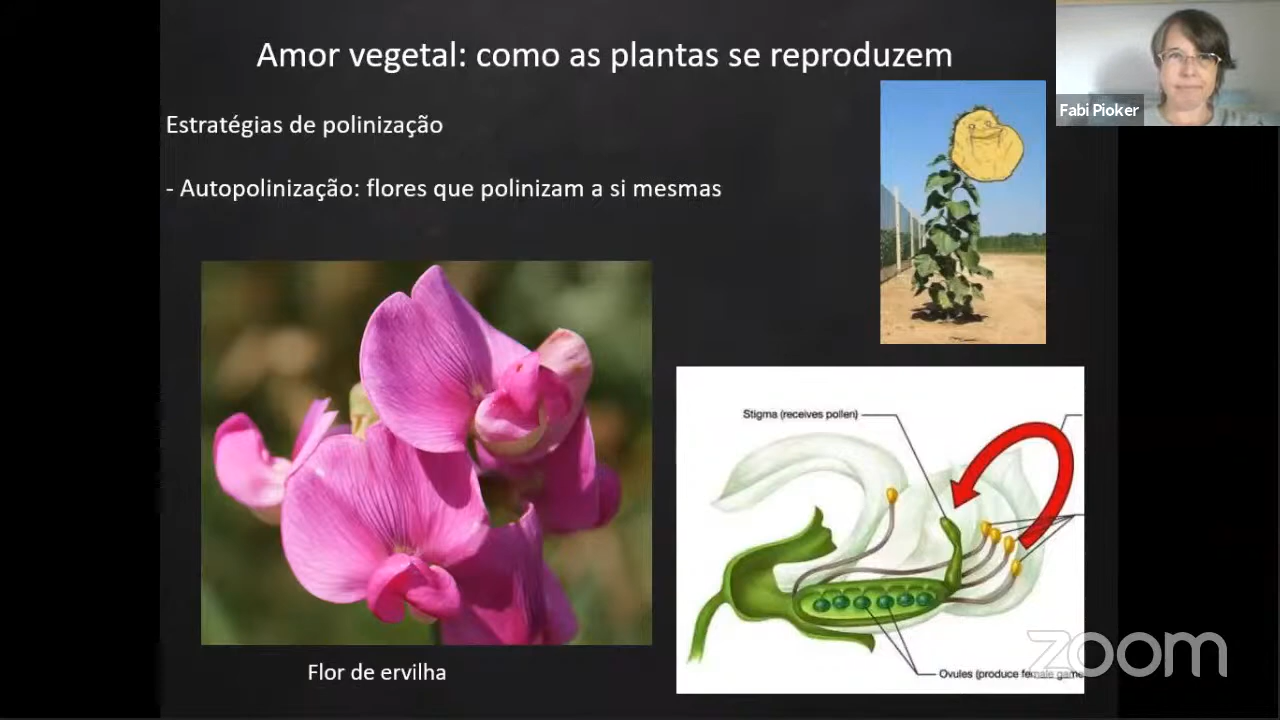 Amor vegetal: como as plantas se reproduzem
Fabi Pioker
Estratégias de polinização
- Autopolinização: flores que polinizam a si mesmas
Stigma (receives pollen)
Ovules (produce female game
Flor de ervilha
zoom